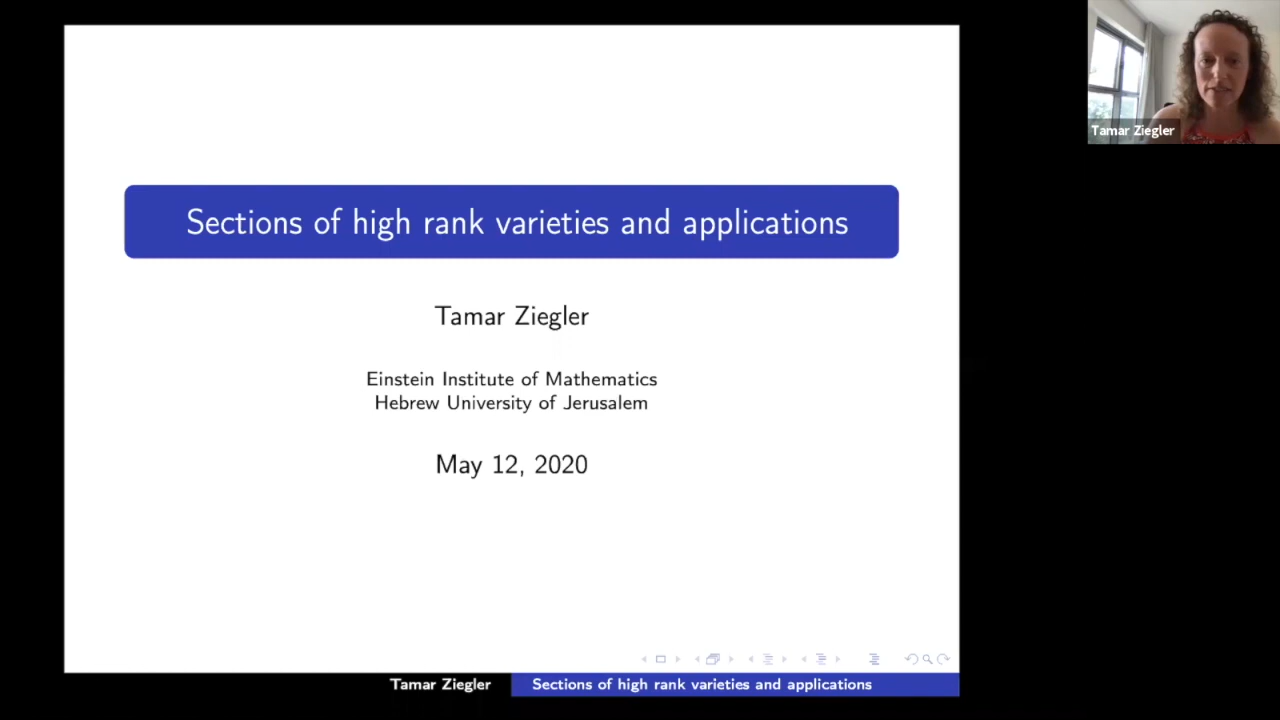 Sections of high rank varieties and applications
Tamar Ziegler
Einstein Institute of Mathematics
Hebrew University of Jerusalem
May 12, 2020
Tamar Ziegler
Sections of high rank varieties and applications
Tamar Ziegler